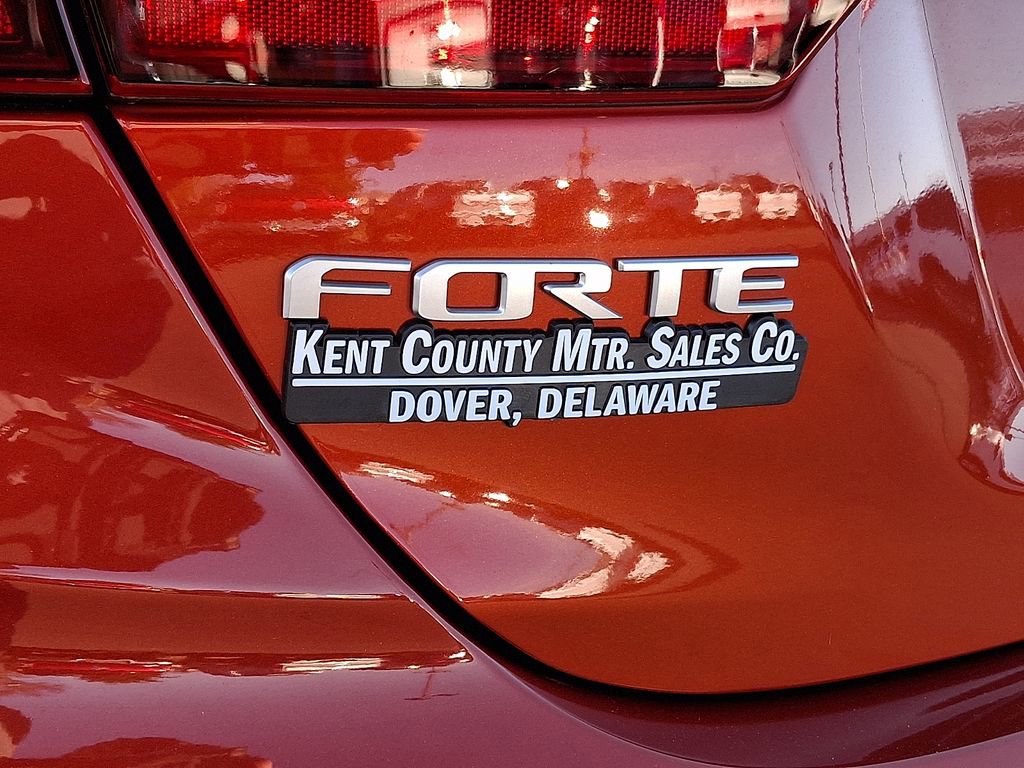 FORTE
KENT COUNTY MTR. SALES CO.
DOVER, DELAWARE